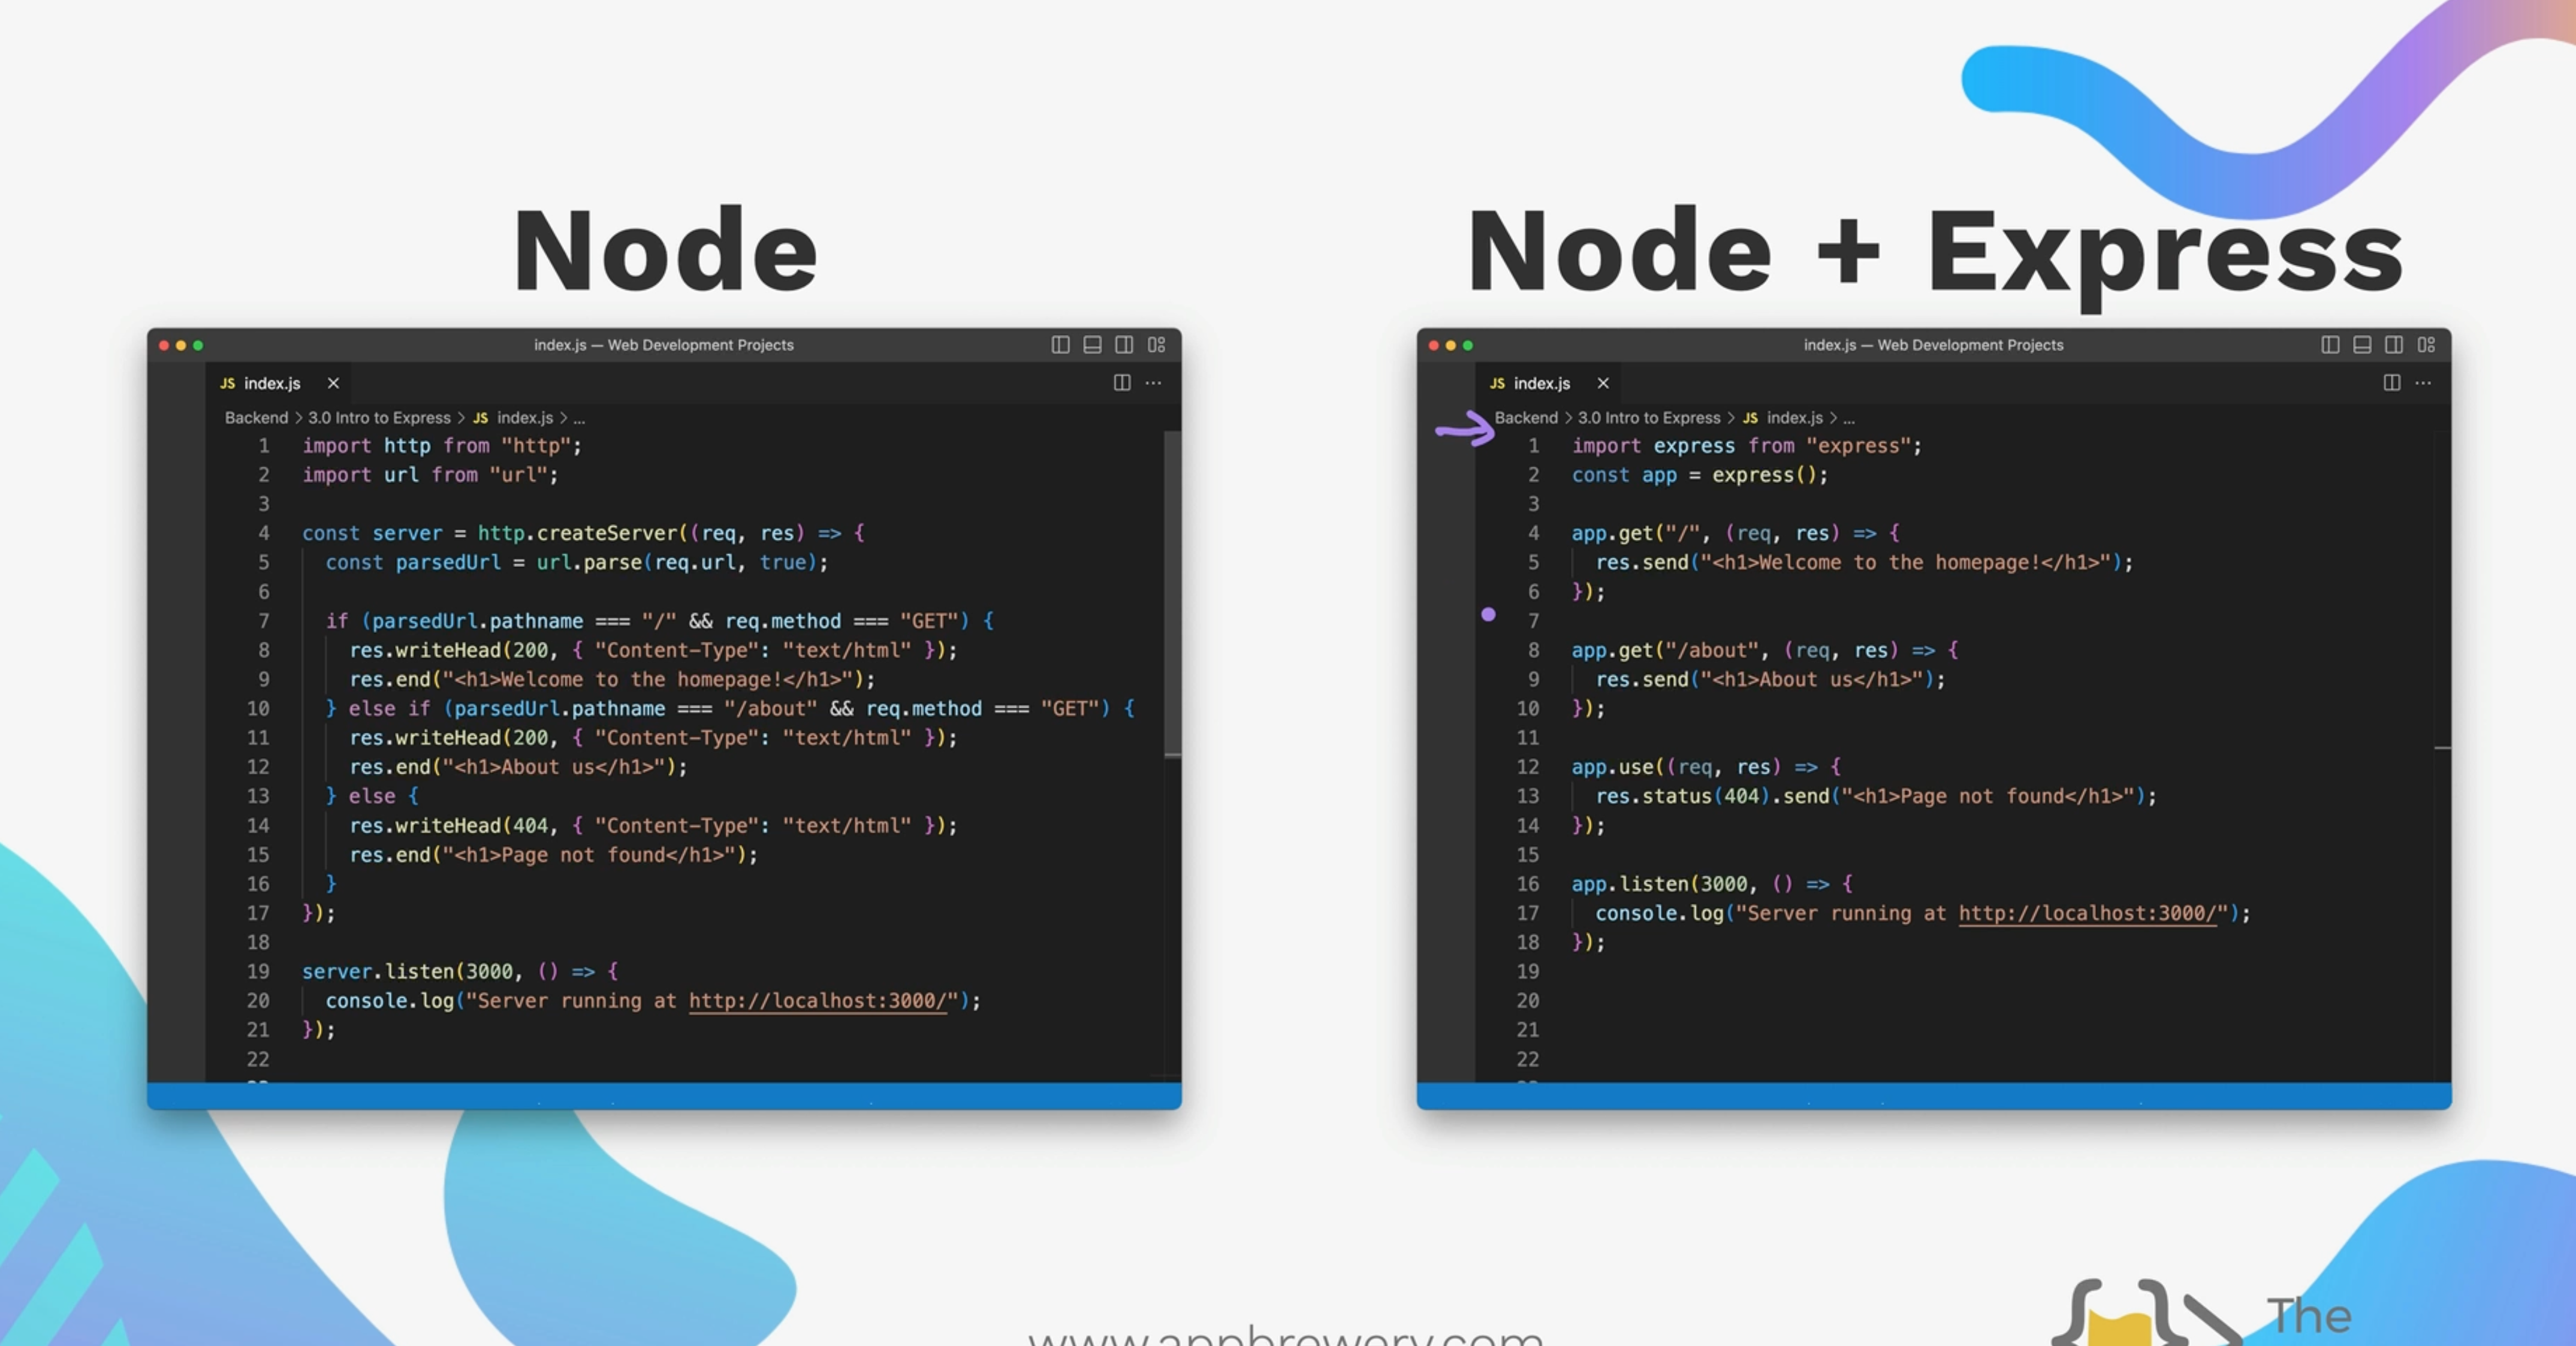 Node
index.js — Web Development Projects
JS index.js ×
Backend > 3.0 Intro to Express > JS index.js > ...
1 import http from "http";
2 import url from "url";
3
4 const server = http.createServer((req, res) => {
5 const parsedUrl = url.parse(req.url, true);
6
7 if (parsedUrl.pathname === "/" && req.method === "GET") {
8 res.writeHead(200, { "Content-Type": "text/html" });
9 res.end("<h1>Welcome to the homepage!</h1>");
10 } else if (parsedUrl.pathname === "/about" && req.method === "GET") {
11 res.writeHead(200, { "Content-Type": "text/html" });
12 res.end("<h1>About us</h1>");
13 } else {
14 res.writeHead(404, { "Content-Type": "text/html" });
15 res.end("<h1>Page not found</h1>");
16 }
17 });
18
19 server.listen(3000, () => {
20 console.log("Server running at http://localhost:3000/");
21 });
22
Node + Express
index.js — Web Development Projects
JS index.js ×
Backend > 3.0 Intro to Express > JS index.js > ...
1 import express from "express";
2 const app = express();
3
4 app.get("/", (req, res) => {
5 res.send("<h1>Welcome to the homepage!</h1>");
6 });
7
8 app.get("/about", (req, res) => {
9 res.send("<h1>About us</h1>");
10 });
11
12 app.use((req, res) => {
13 res.status(404).send("<h1>Page not found</h1>");
14 });
15
16 app.listen(3000, () => {
17 console.log("Server running at http://localhost:3000/");
18 });
19
20
21
22
www.appbrewery.com
The